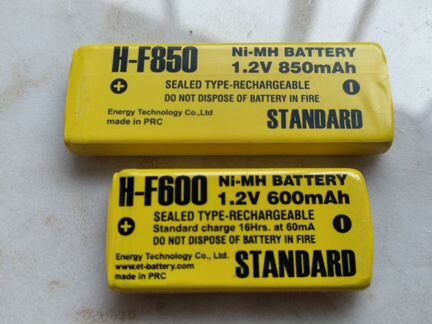 H-F850 Ni-MH BATTERY
1.2V 850mAh
SEALED TYPE-RECHARGEABLE
DO NOT DISPOSE OF BATTERY IN FIRE
Energy Technology Co.,Ltd
made in PRC
STANDARD
H-F600 Ni-MH BATTERY
1.2V 600mAh
SEALED TYPE-RECHARGEABLE
Standard charge 16Hrs. at 60mA
DO NOT DISPOSE OF BATTERY IN FIRE
Energy Technology Co., Ltd.
www.et-battery.com
made in PRC
STANDARD